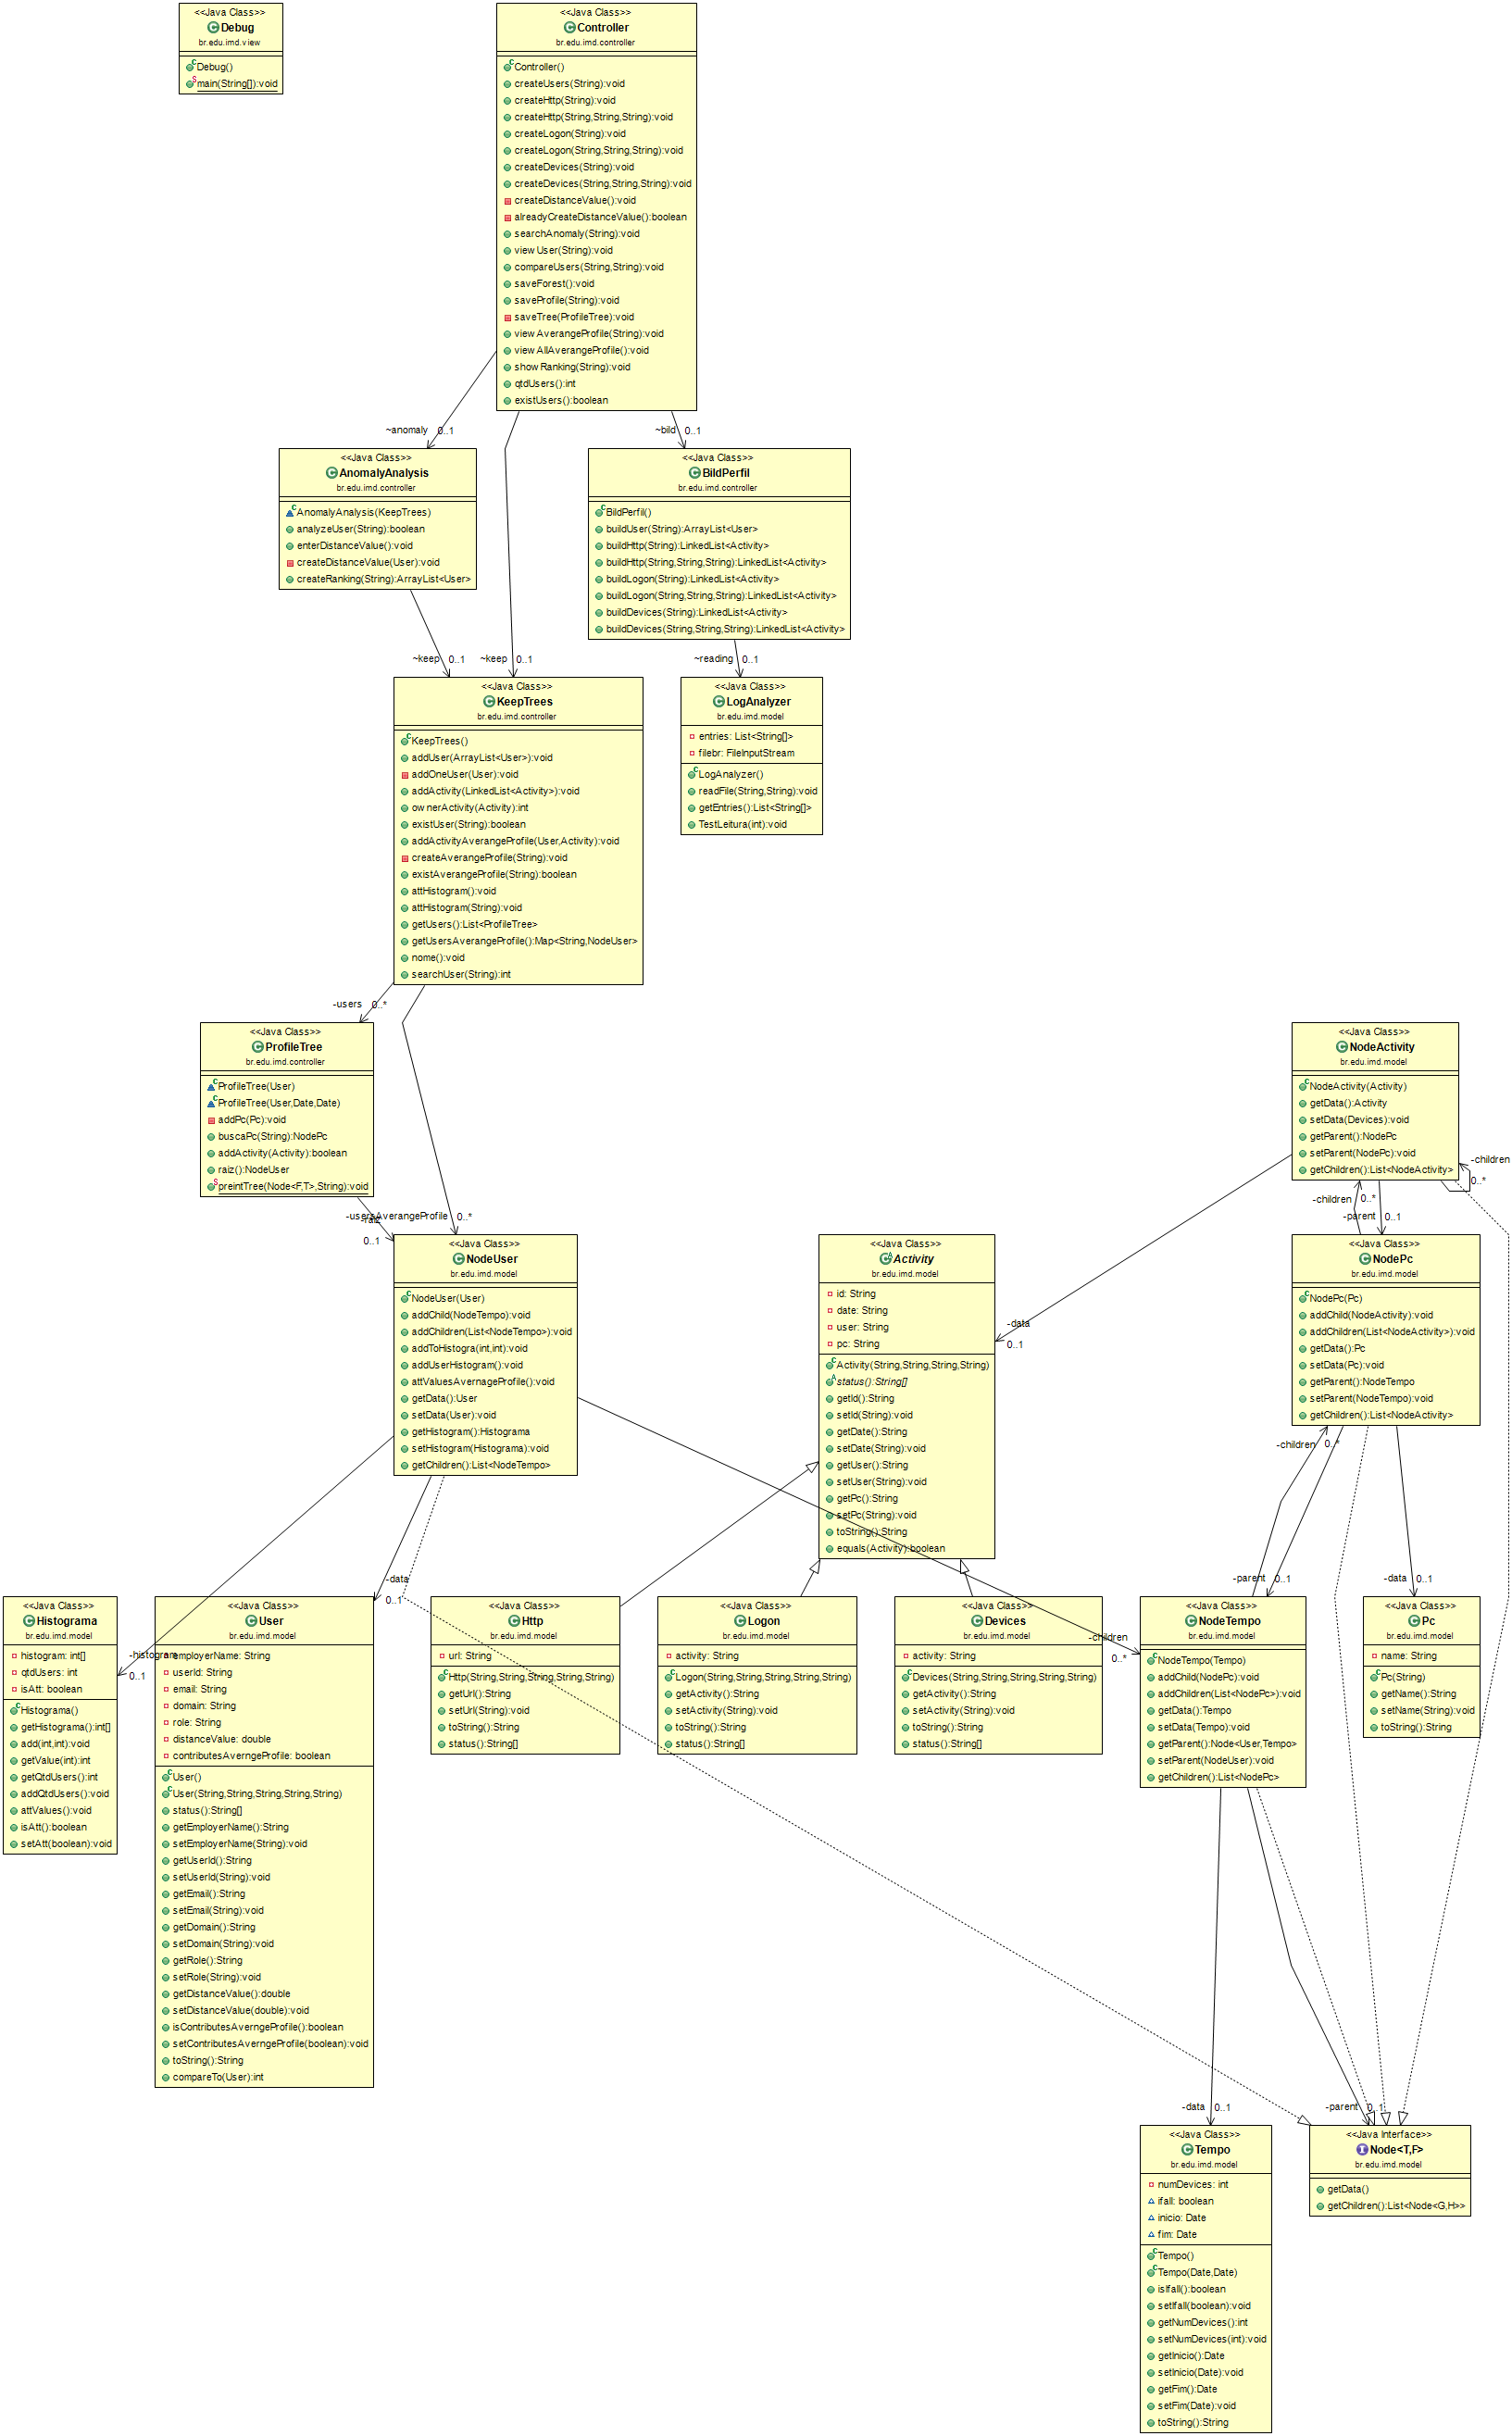 <<Java Class>>
Debug
br.edu.imd.view
Debug()
main(String[]):void
<<Java Class>>
Controller
br.edu.imd.controller
Controller()
createUsers(String):void
createHttp(String):void
createHttp(String,String,String):void
createLogon(String):void
createLogon(String,String,String):void
createDevices(String):void
createDevices(String,String,String):void
createDistanceValue():void
alreadyCreateDistanceValue():boolean
searchAnomaly(String):void
viewUser(String):void
compareUsers(String,String):void
saveForest():void
saveProfile(String):void
saveTree(ProfileTree):void
viewAverangeProfile(String):void
viewAllAverangeProfile():void
showRanking(String):void
qtdUsers():int
existUsers():boolean
~anomaly 0..1
~bild 0..1
<<Java Class>>
AnomalyAnalysis
br.edu.imd.controller
AnomalyAnalysis(KeepTrees)
analyzeUser(String):boolean
enterDistanceValue():void
createDistanceValue(User):void
createRanking(String):ArrayList<User>
<<Java Class>>
BildPerfil
br.edu.imd.controller
BildPerfil()
buildUser(String):ArrayList<User>
buildHttp(String):LinkedList<Activity>
buildHttp(String,String,String):LinkedList<Activity>
buildLogon(String):LinkedList<Activity>
buildLogon(String,String,String):LinkedList<Activity>
buildDevices(String):LinkedList<Activity>
buildDevices(String,String,String):LinkedList<Activity>
~keep 0..1
~keep 0..1
~reading 0..1
<<Java Class>>
KeepTrees
br.edu.imd.controller
KeepTrees()
addUser(ArrayList<User>):void
addOneUser(User):void
addActivity(LinkedList<Activity>):void
ownerActivity(Activity):int
existUser(String):boolean
addActivityAverangeProfile(User,Activity):void
createAverangeProfile(String):void
existAverangeProfile(String):boolean
attHistogram():void
attHistogram(String):void
getUsers():List<ProfileTree>
getUsersAverangeProfile():Map<String,NodeUser>
nome():void
searchUser(String):int
<<Java Class>>
LogAnalyzer
br.edu.imd.model
entries: List<String[]>
filebr: FileInputStream
LogAnalyzer()
readFile(String,String):void
getEntries():List<String[]>
TestLeitura(int):void
-users 0..*
<<Java Class>>
ProfileTree
br.edu.imd.controller
ProfileTree(User)
ProfileTree(User,Date,Date)
addPc(Pc):void
buscaPc(String):NodePc
addActivity(Activity):boolean
raiz():NodeUser
preintTree(Node<F,T>,String):void
<<Java Class>>
NodeActivity
br.edu.imd.model
NodeActivity(Activity)
getData():Activity
setData(Devices):void
getParent():NodePc
setParent(NodePc):void
getChildren():List<NodeActivity>
-children
0..*
-children 0..*
-parent 0..1
-usersAverangeProfile 0..*
-raiz
0..1
<<Java Class>>
NodeUser
br.edu.imd.model
NodeUser(User)
addChild(NodeTempo):void
addChildren(List<NodeTempo>):void
addToHistogra(int,int):void
addUserHistogram():void
attValuesAvernageProfile():void
getData():User
setData(User):void
getHistogram():Histograma
setHistogram(Histograma):void
getChildren():List<NodeTempo>
<<Java Class>>
Activity
br.edu.imd.model
id: String
date: String
user: String
pc: String
Activity(String,String,String,String)
status():String[]
getId():String
setId(String):void
getDate():String
setDate(String):void
getUser():String
setUser(String):void
getPc():String
setPc(String):void
toString():String
equals(Activity):boolean
-data
0..1
<<Java Class>>
NodePc
br.edu.imd.model
NodePc(Pc)
addChild(NodeActivity):void
addChildren(List<NodeActivity>):void
getData():Pc
setData(Pc):void
getParent():NodeTempo
setParent(NodeTempo):void
getChildren():List<NodeActivity>
-children 0..*
-parent 0..1
-data 0..1
-data
0..1
-histogram
0..1
-children
0..*
<<Java Class>>
Histograma
br.edu.imd.model
histogram: int[]
qtdUsers: int
isAtt: boolean
Histograma()
getHistograma():int[]
add(int,int):void
getValue(int):int
getQtdUsers():int
addQtdUsers():void
attValues():void
isAtt():boolean
setAtt(boolean):void
<<Java Class>>
User
br.edu.imd.model
employerName: String
userId: String
email: String
domain: String
role: String
distanceValue: double
contributesAverngeProfile: boolean
User()
User(String,String,String,String,String)
status():String[]
getEmployerName():String
setEmployerName(String):void
getUserId():String
setUserId(String):void
getEmail():String
setEmail(String):void
getDomain():String
setDomain(String):void
getRole():String
setRole(String):void
getDistanceValue():double
setDistanceValue(double):void
isContributesAverngeProfile():boolean
setContributesAverngeProfile(boolean):void
toString():String
compareTo(User):int
<<Java Class>>
Http
br.edu.imd.model
url: String
Http(String,String,String,String,String)
getUrl():String
setUrl(String):void
toString():String
status():String[]
<<Java Class>>
Logon
br.edu.imd.model
activity: String
Logon(String,String,String,String,String)
getActivity():String
setActivity(String):void
toString():String
status():String[]
<<Java Class>>
Devices
br.edu.imd.model
activity: String
Devices(String,String,String,String,String)
getActivity():String
setActivity(String):void
toString():String
status():String[]
<<Java Class>>
NodeTempo
br.edu.imd.model
NodeTempo(Tempo)
addChild(NodePc):void
addChildren(List<NodePc>):void
getData():Tempo
setData(Tempo):void
getParent():Node<User,Tempo>
setParent(NodeUser):void
getChildren():List<NodePc>
<<Java Class>>
Pc
br.edu.imd.model
name: String
Pc(String)
getName():String
setName(String):void
toString():String
-data 0..1
-parent 0..1
<<Java Class>>
Tempo
br.edu.imd.model
numDevices: int
ifall: boolean
inicio: Date
fim: Date
Tempo()
Tempo(Date,Date)
isIfall():boolean
setIfall(boolean):void
getNumDevices():int
setNumDevices(int):void
getInicio():Date
setInicio(Date):void
getFim():Date
setFim(Date):void
toString():String
<<Java Interface>>
Node<T,F>
br.edu.imd.model
getData()
getChildren():List<Node<G,H>>